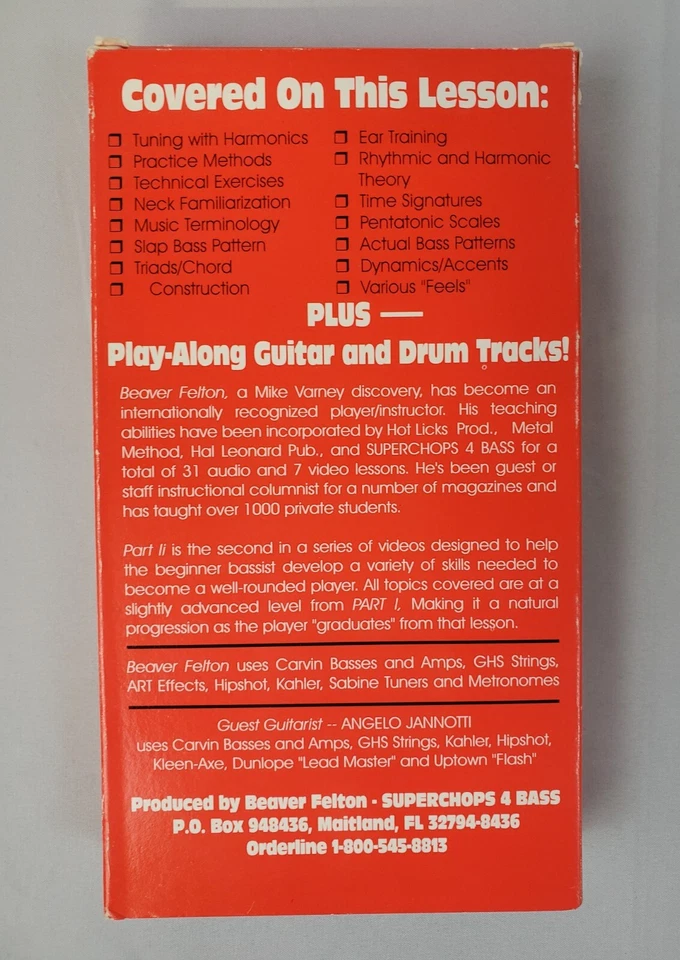 Covered On This Lesson:
❒ Tuning with Harmonics
❒ Practice Methods
❒ Technical Exercises
❒ Neck Familiarization
❒ Music Terminology
❒ Slap Bass Pattern
❒ Triads/Chord
❒ Construction
❒ Ear Training
❒ Rhythmic and Harmonic
Theory
❒ Time Signatures
❒ Pentatonic Scales
❒ Actual Bass Patterns
❒ Dynamics/Accents
❒ Various "Feels"
PLUS —
Play-Along Guitar and Drum Tracks!
Beaver Felton, a Mike Varney discovery, has become an
internationally recognized player/instructor. His teaching
abilities have been incorporated by Hot Licks Prod., Metal
Method, Hal Leonard Pub., and SUPERCHOPS 4 BASS for a
total of 31 audio and 7 video lessons. He's been guest or
staff instructional columnist for a number of magazines and
has taught over 1000 private students.
Part Ii is the second in a series of videos designed to help
the beginner bassist develop a variety of skills needed to
become a well-rounded player. All topics covered are at a
slightly advanced level from PART I, Making it a natural
progression as the player "graduates" from that lesson.
Beaver Felton uses Carvin Basses and Amps, GHS Strings,
ART Effects, Hipshot, Kahler, Sabine Tuners and Metronomes
Guest Guitarist -- ANGELO JANNOTTI
uses Carvin Basses and Amps, GHS Strings, Kahler, Hipshot,
Kleen-Axe, Dunlope "Lead Master" and Uptown "Flash"
Produced by Beaver Felton - SUPERCHOPS 4 BASS
P.O. Box 948436, Maitland, FL 32794-8436
Orderline 1-800-545-8813